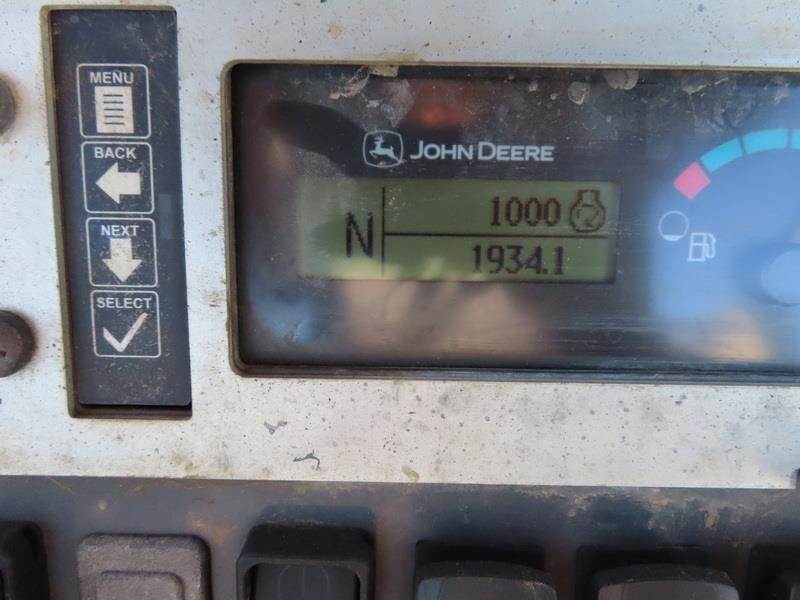 MENU
BACK
NEXT
SELECT
JOHN DEERE
N
1000
1934.1